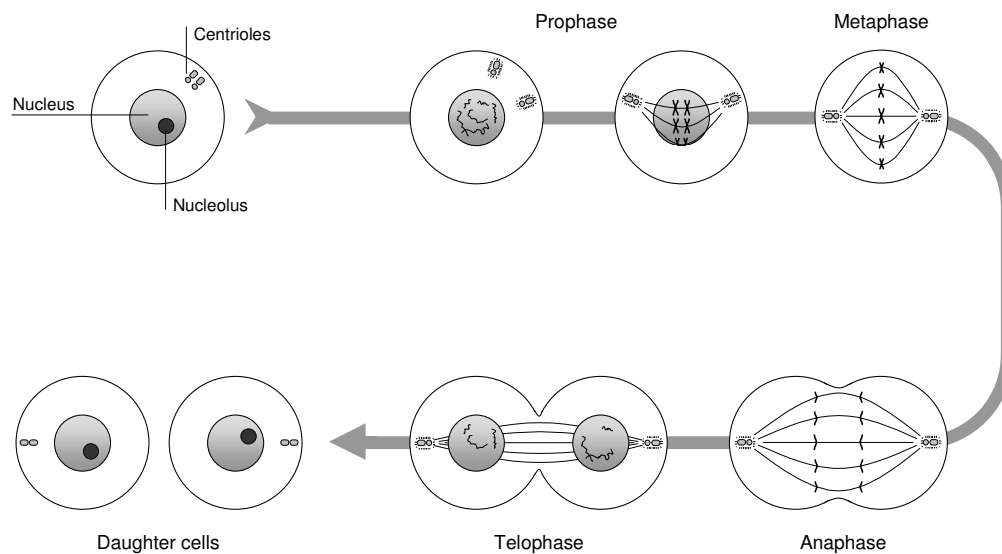 Prophase
Metaphase
Centrioles
Nucleus
Nucleolus
Daughter cells
Telophase
Anaphase